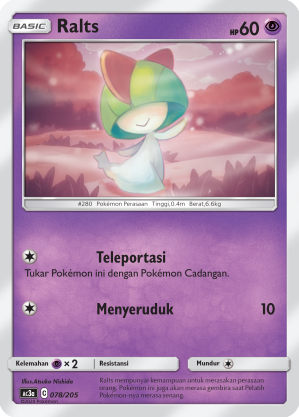 BASIC Ralts HP60
#280 Pokémon Perasaan Tinggi,0.4m Berat,6.6kg
Teleportasi
Tukar Pokémon ini dengan Pokémon Cadangan.
Menyeruduk 10
Kelemahan ×2 Resistansi Mundur
Illus.Atsuko Nishida
Ralts mempunyai kemampuan untuk merasakan perasaan orang. Pokémon ini juga akan merasa gembira saat Pelatih Pokémon-nya merasa senang.
AC3a C 078/205